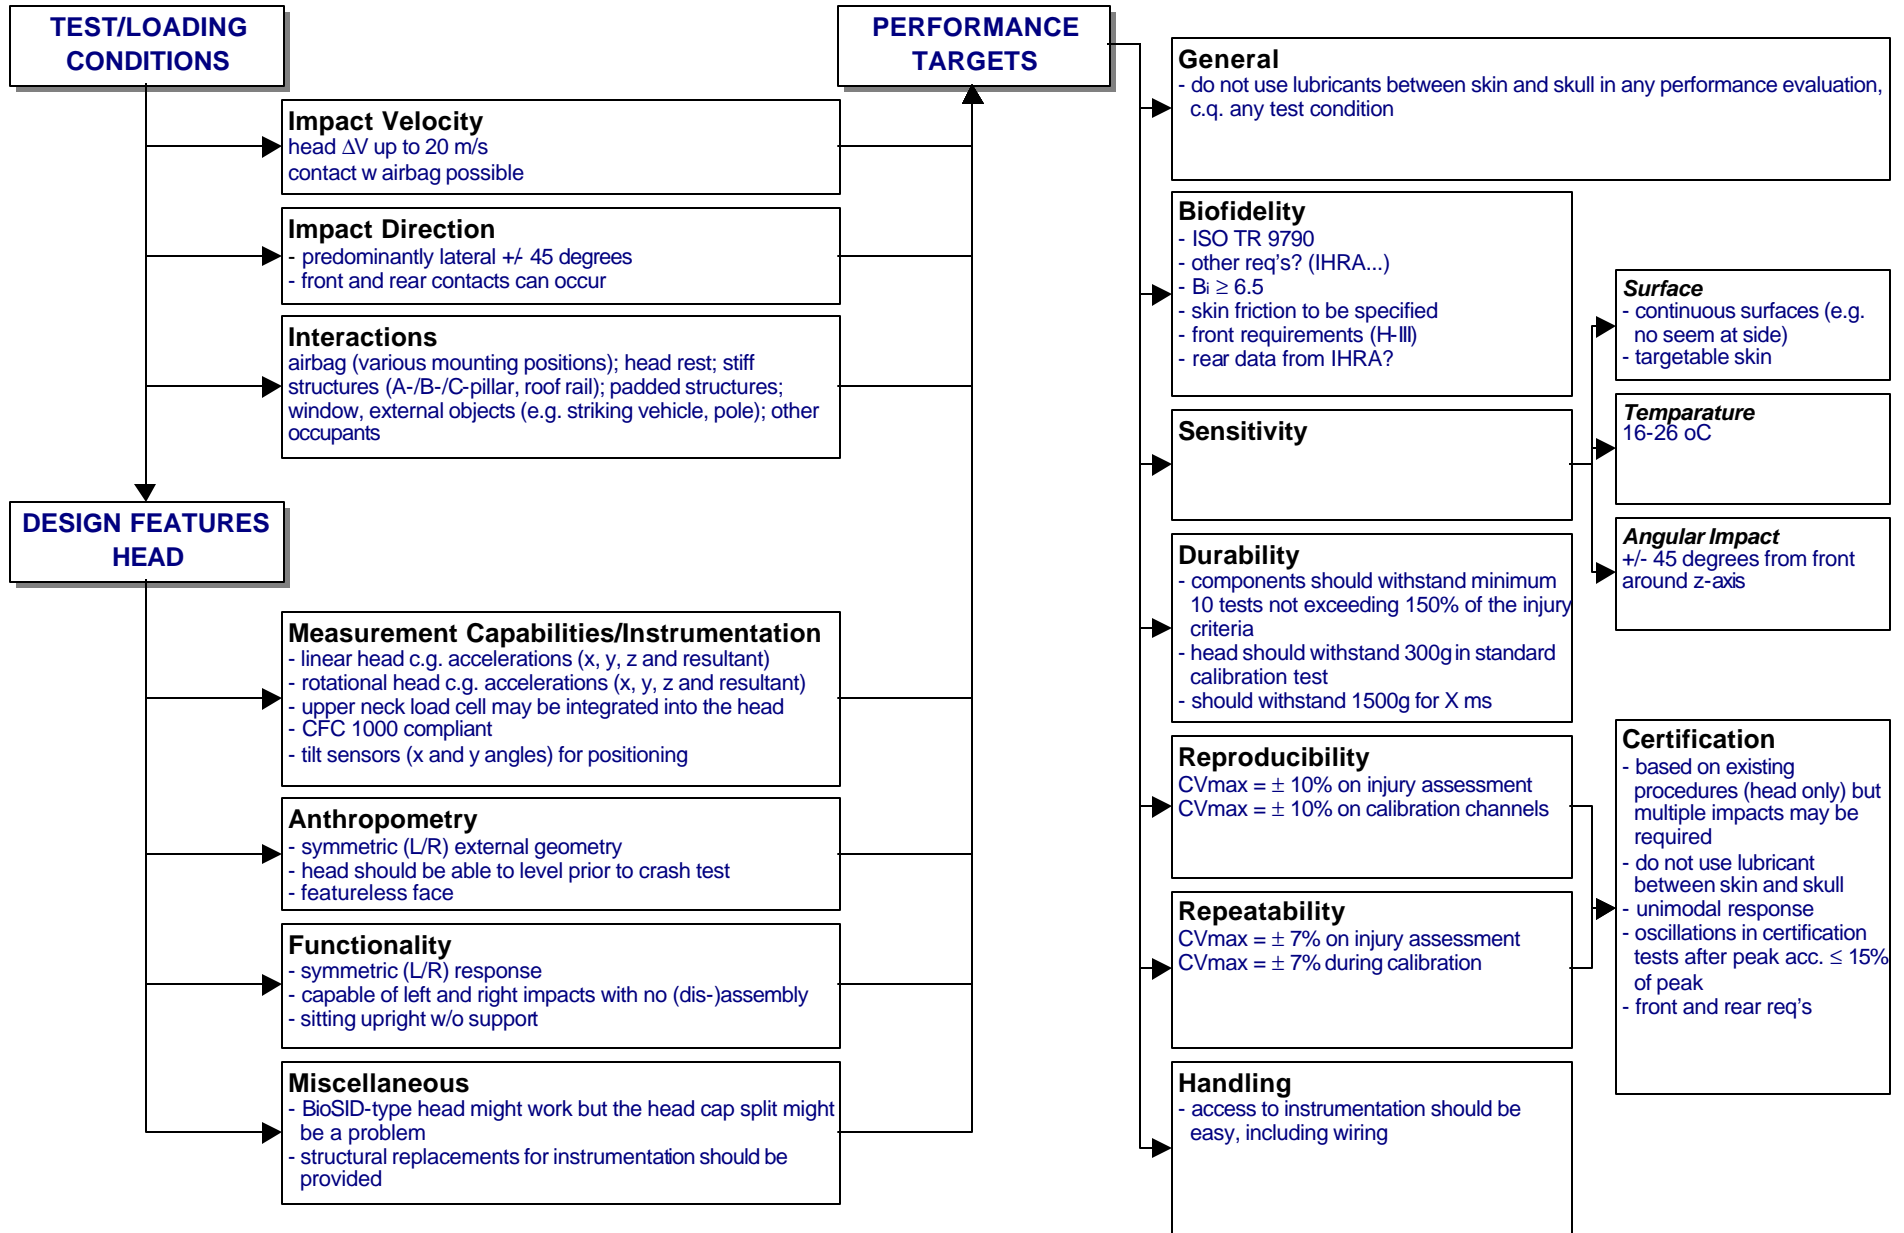 TEST/LOADING
CONDITIONS
Impact Velocity
head ΔV up to 20 m/s
contact w airbag possible
Impact Direction
- predominantly lateral +/- 45 degrees
- front and rear contacts can occur
Interactions
airbag (various mounting positions); head rest; stiff
structures (A-/B-/C-pillar, roof rail); padded structures;
window, external objects (e.g. striking vehicle, pole); other
occupants
DESIGN FEATURES
HEAD
Measurement Capabilities/Instrumentation
- linear head c.g. accelerations (x, y, z and resultant)
- rotational head c.g. accelerations (x, y, z and resultant)
- upper neck load cell may be integrated into the head
- CFC 1000 compliant
- tilt sensors (x and y angles) for positioning
Anthropometry
- symmetric (L/R) external geometry
- head should be able to level prior to crash test
- featureless face
Functionality
- symmetric (L/R) response
- capable of left and right impacts with no (dis-)assembly
- sitting upright w/o support
Miscellaneous
- BioSID-type head might work but the head cap split might
be a problem
- structural replacements for instrumentation should be
provided
PERFORMANCE
TARGETS
General
- do not use lubricants between skin and skull in any performance evaluation,
c.q. any test condition
Biofidelity
- ISO TR 9790
- other req's? (IHRA...)
- Bi ≥ 6.5
- skin friction to be specified
- front requirements (H-III)
- rear data from IHRA?
Sensitivity
Surface
- continuous surfaces (e.g.
no seem at side)
- targetable skin
Temparature
16-26 oC
Angular Impact
+/- 45 degrees from front
around z-axis
Durability
- components should withstand minimum
10 tests not exceeding 150% of the injury
criteria
- head should withstand 300g in standard
calibration test
- should withstand 1500g for X ms
Reproducibility
CVmax = ± 10% on injury assessment
CVmax = ± 10% on calibration channels
Repeatability
CVmax = ± 7% on injury assessment
CVmax = ± 7% during calibration
Certification
- based on existing
procedures (head only) but
multiple impacts may be
required
- do not use lubricant
between skin and skull
- unimodal response
- oscillations in certification
tests after peak acc. ≤ 15%
of peak
- front and rear req's
Handling
- access to instrumentation should be
easy, including wiring